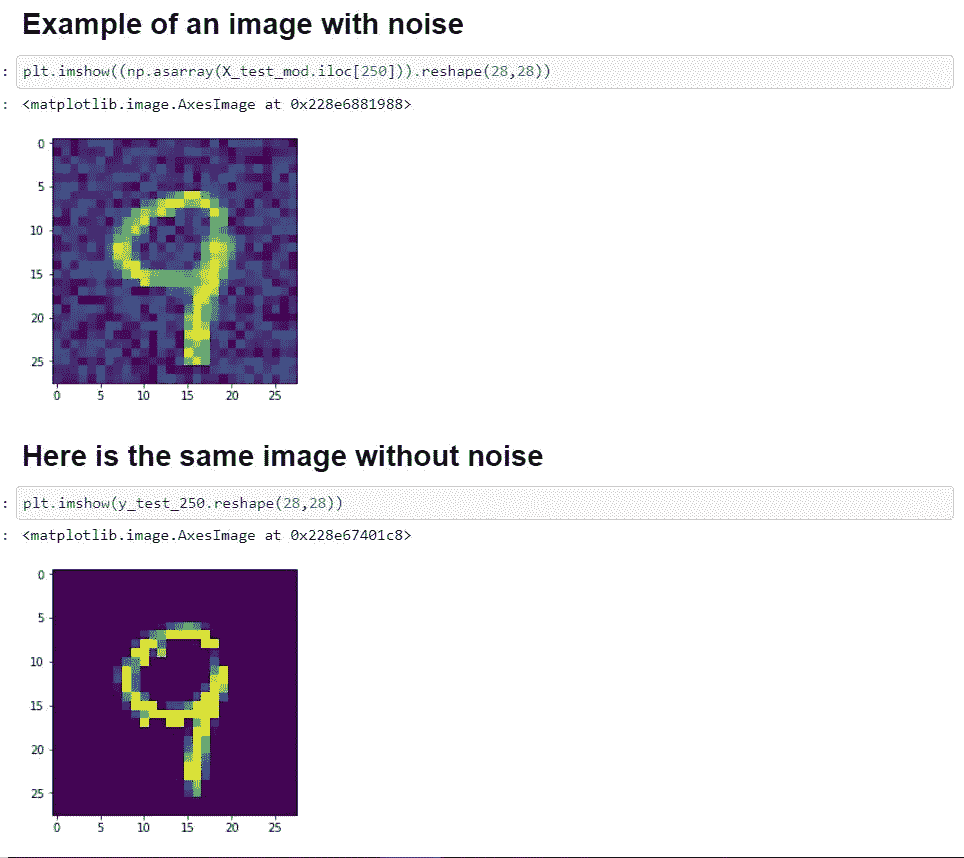 Example of an image with noise
: plt.imshow((np.asarray(X_test_mod.iloc[250])).reshape(28,28))
: <matplotlib.image.AxesImage at 0x228e6881988>
0
5
10
15
20
25
0 5 10 15 20 25
Here is the same image without noise
: plt.imshow(y_test_250.reshape(28,28))
: <matplotlib.image.AxesImage at 0x228e67401c8>
0
5
10
15
20
25
0 5 10 15 20 25